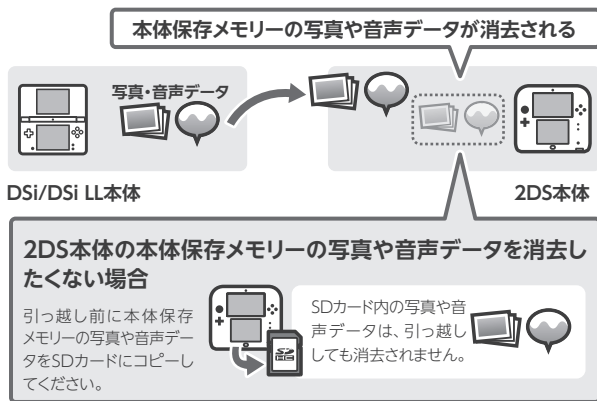 本体保存メモリーの写真や音声データが消去される
写真・音声データ
DSi/DSi LL本体
2DS本体
2DS本体の本体保存メモリーの写真や音声データを消去し
たくない場合
引っ越し前に本体保存
メモリーの写真や音声デー
タをSDカードにコピーし
てください。
SD
HC
SDカード内の写真や音
声データは、引っ越し
しても消去されません。